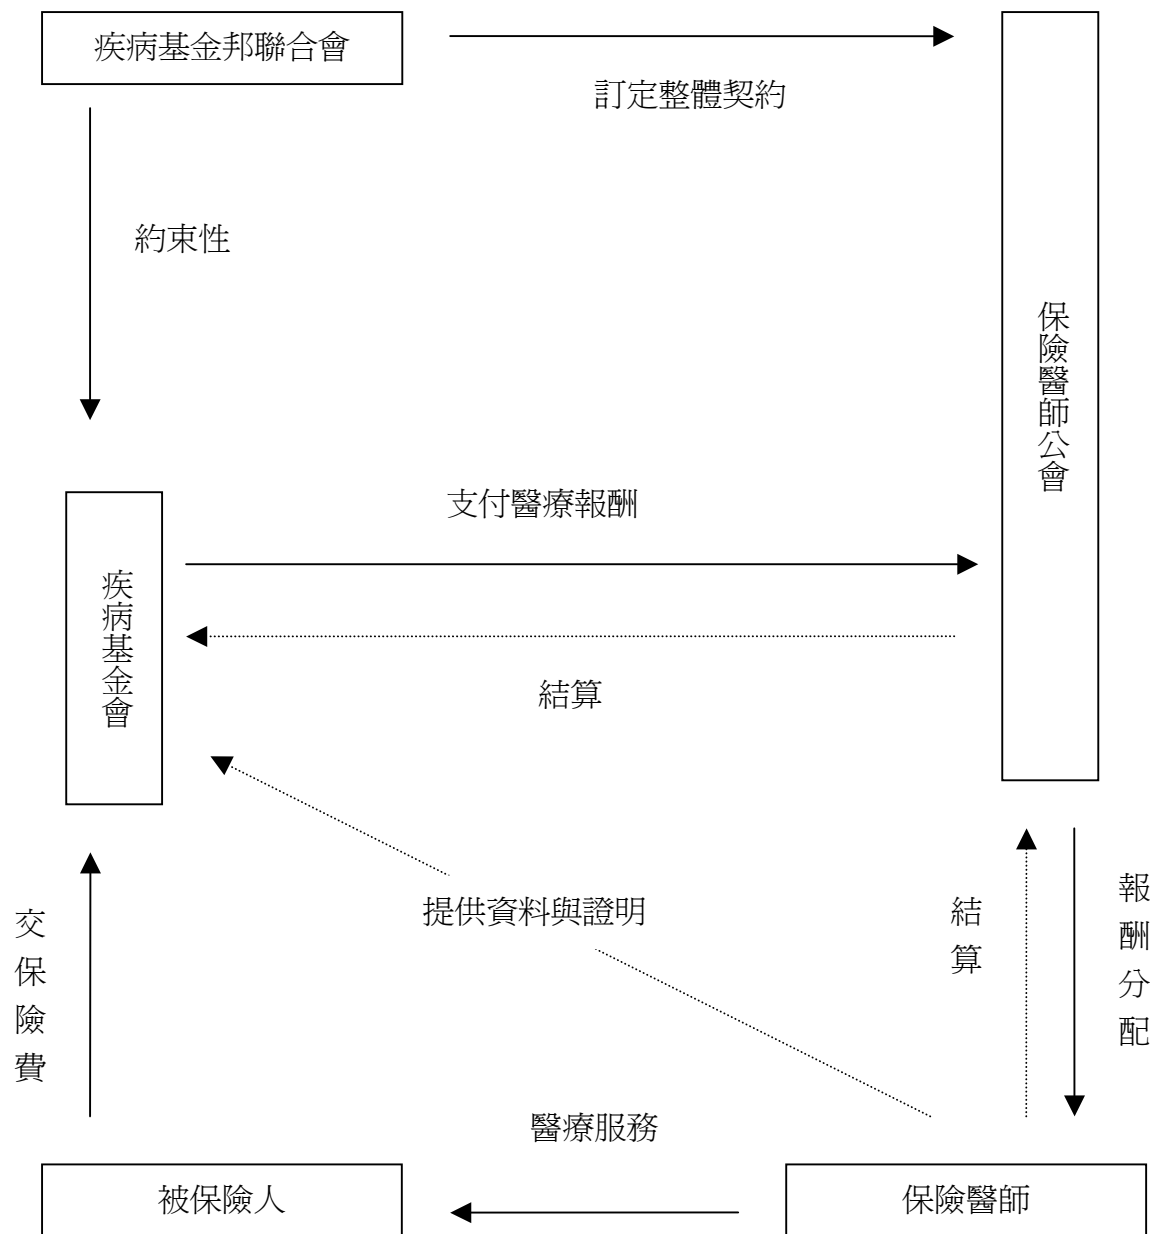 疾病基金邦聯合會
訂定整體契約
約束性
保險醫師公會
支付醫療報酬
疾病基金會
結算
提供資料與證明
交保險費
結算
報酬分配
醫療服務
被保險人
保險醫師